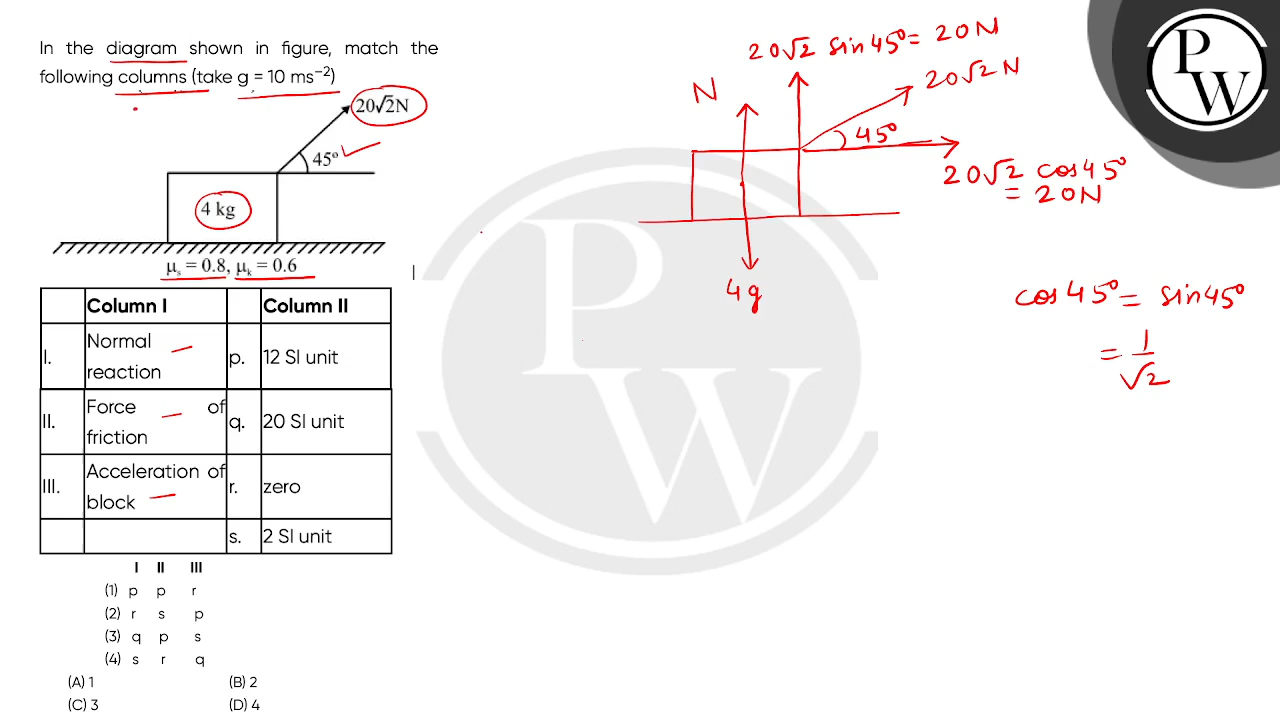 In the diagram shown in figure, match the
following columns (take g = 10 ms⁻²)
20√2N
45°
4 kg
μₛ = 0.8, μₖ = 0.6
Column I Column II
I. Normal reaction p. 12 SI unit
II. Force of friction q. 20 SI unit
III. Acceleration of block r. zero
s. 2 SI unit
I II III
(1) p p r
(2) r s p
(3) q p s
(4) s r q
(A) 1 (B) 2
(C) 3 (D) 4
20√2 sin45° = 20N
N
20√2 N
45°
20√2 cos45°
= 20N
4g
cos45° = sin45°
= 1/√2
P
W
P
W